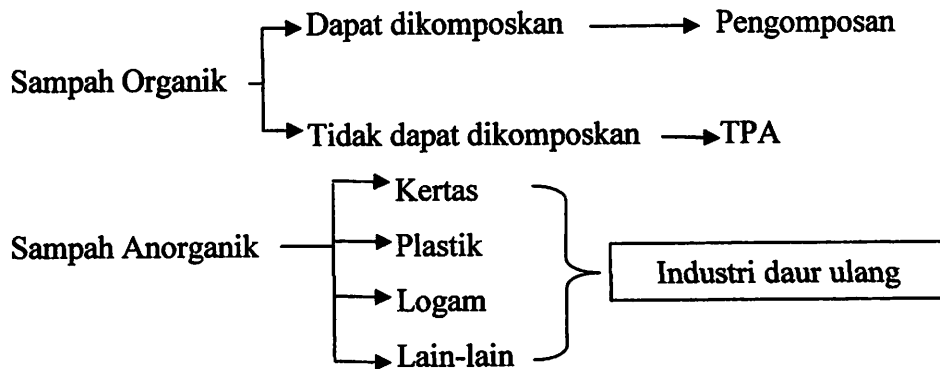 Dapat dikomposkan Pengomposan
Sampah Organik
Tidak dapat dikomposkan TPA
Kertas
Sampah Anorganik Plastik
Industri daur ulang
Logam
Lain-lain